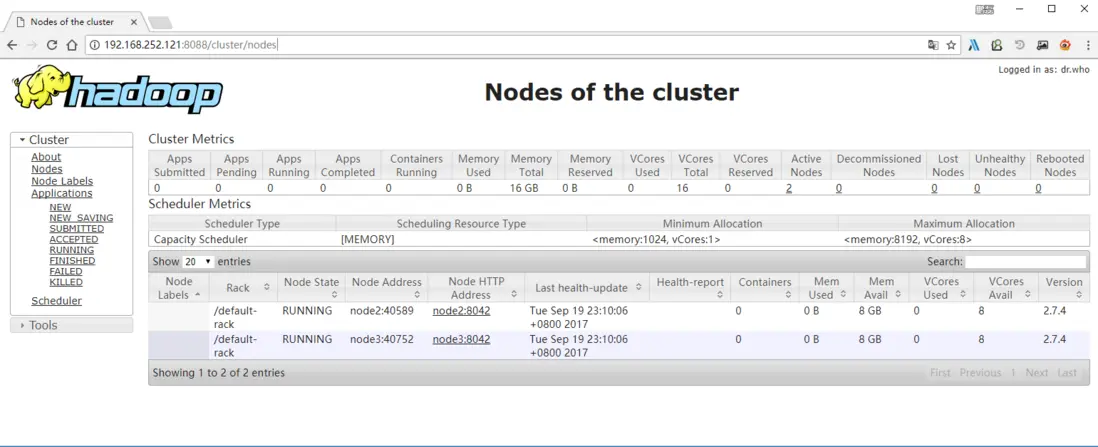 Nodes of the cluster
192.168.252.121:8088/cluster/nodes
Logged in as: dr.who
hadoop
Nodes of the cluster
Cluster
About
Nodes
Node Labels
Applications
NEW
NEW_SAVING
SUBMITTED
ACCEPTED
RUNNING
FINISHED
FAILED
KILLED
Scheduler
Tools
Cluster Metrics
Apps Submitted Apps Pending Apps Running Apps Completed Containers Running Memory Used Memory Total Memory Reserved VCores Used VCores Total VCores Reserved Active Nodes Decommissioned Nodes Lost Nodes Unhealthy Nodes Rebooted Nodes
0 0 0 0 0 0 B 16 GB 0 B 0 16 0 2 0 0 0 0
Scheduler Metrics
Scheduler Type Scheduling Resource Type Minimum Allocation Maximum Allocation
Capacity Scheduler [MEMORY] <memory:1024, vCores:1> <memory:8192, vCores:8>
Show 20 entries Search:
Node Labels Rack Node State Node Address Node HTTP Address Last health-update Health-report Containers Mem Used Mem Avail VCores Used VCores Avail Version
/default-rack RUNNING node2:40589 node2:8042 Tue Sep 19 23:10:06 +0800 2017 0 0 B 8 GB 0 8 2.7.4
/default-rack RUNNING node3:40752 node3:8042 Tue Sep 19 23:10:06 +0800 2017 0 0 B 8 GB 0 8 2.7.4
Showing 1 to 2 of 2 entries First Previous 1 Next Last